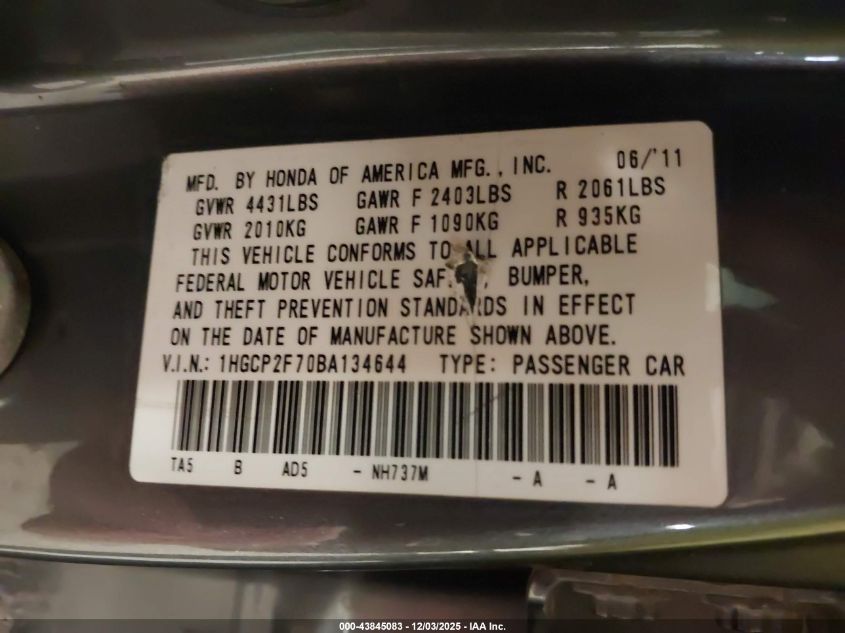 MFD. BY HONDA OF AMERICA MFG., INC. 06/'11
GVWR 4431LBS GAWR F 2403LBS R 2061LBS
GVWR 2010KG GAWR F 1090KG R 935KG
THIS VEHICLE CONFORMS TO ALL APPLICABLE
FEDERAL MOTOR VEHICLE BUMPER,
AND THEFT PREVENTION STANDARDS IN EFFECT
ON THE DATE OF MANUFACTURE SHOWN ABOVE.
V.I.N.: 1HGCP2F70BA134644 TYPE: PASSENGER CAR
TA5 B AD5 - NH737M - A - A
000-43845083 - 12/03/2025 - IAA Inc.